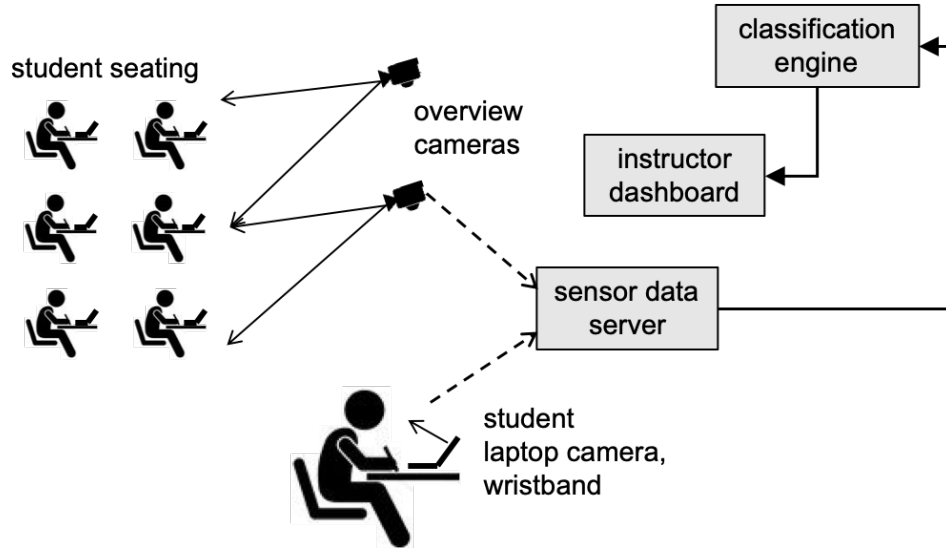 student seating
overview
cameras
classification
engine
instructor
dashboard
sensor data
server
student
laptop camera,
wristband